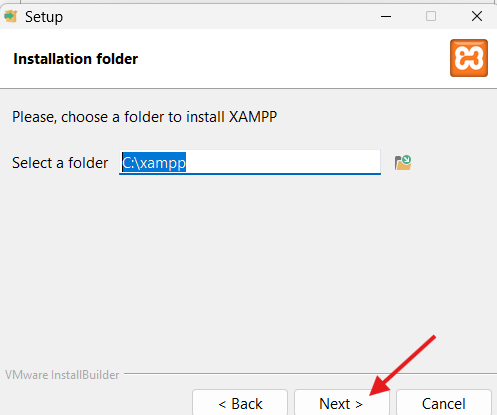 Setup
Installation folder
Please, choose a folder to install XAMPP
Select a folder C:\xampp
VMware InstallBuilder
< Back Next > Cancel